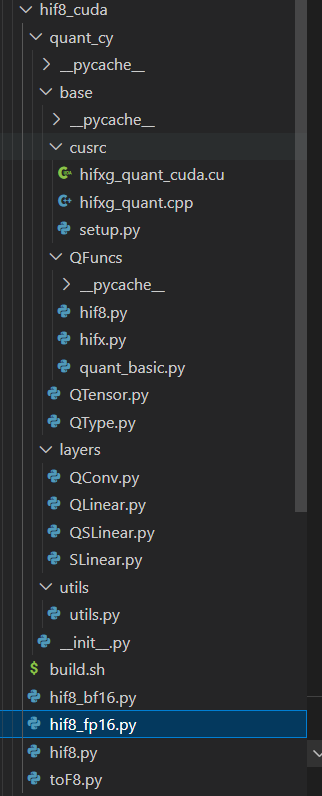 hif8_cuda
quant_cy
__pycache__
base
__pycache__
cusrc
hifxg_quant_cuda.cu
hifxg_quant.cpp
setup.py
QFuncs
__pycache__
hif8.py
hifx.py
quant_basic.py
QTensor.py
QType.py
layers
QConv.py
QLinear.py
QSLinear.py
SLinear.py
utils
utils.py
__init__.py
build.sh
hif8_bf16.py
hif8_fp16.py
hif8.py
toF8.py